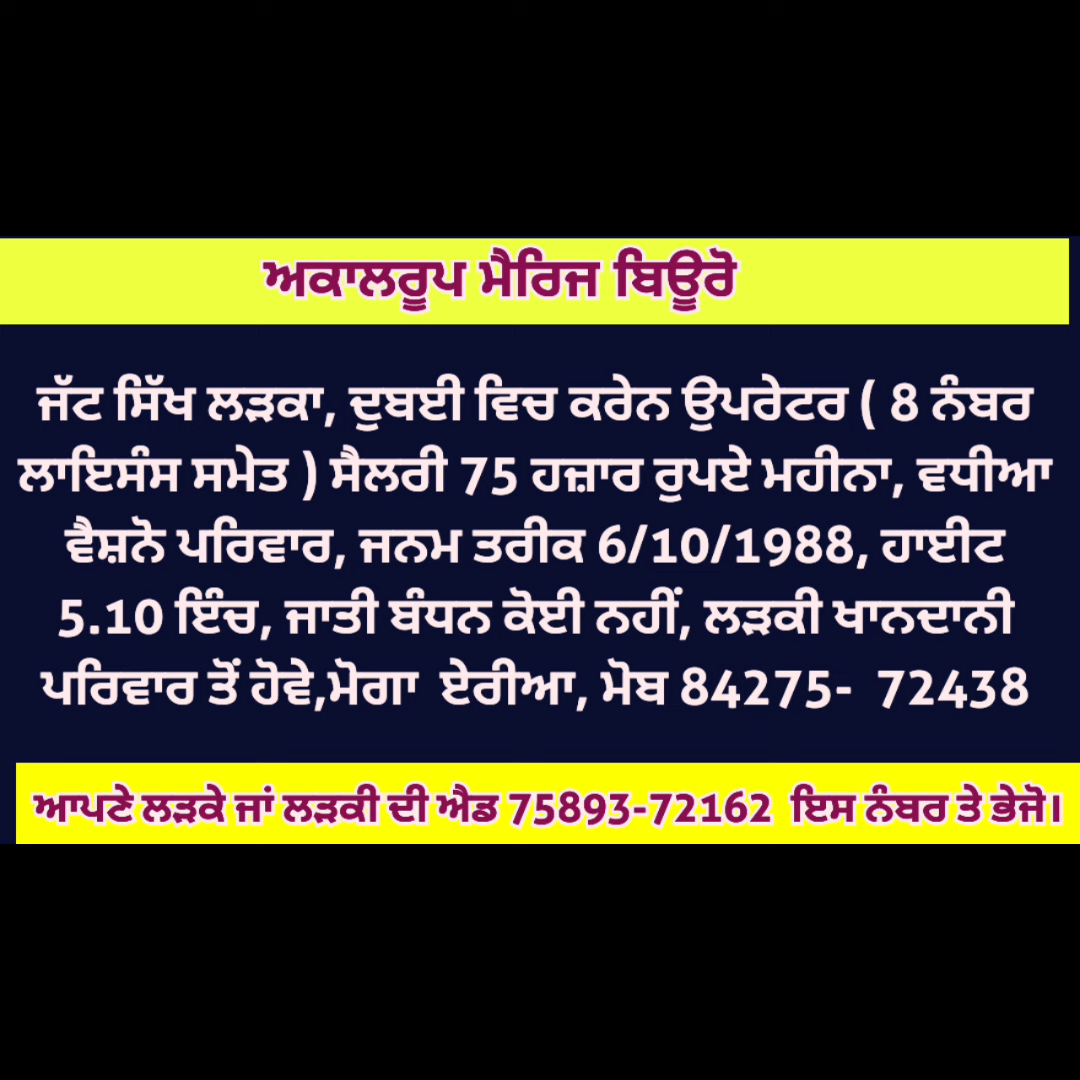 ਅਕਾਲਰੂਪ ਮੈਰਿਜ ਬਿਊਰੋ
ਜੱਟ ਸਿੱਖ ਲੜਕਾ, ਦੁਬਈ ਵਿਚ ਕਰੇਨ ਉਪਰੇਟਰ ( 8 ਨੰਬਰ
ਲਾਇਸੰਸ ਸਮੇਤ ) ਸੈਲਰੀ 75 ਹਜ਼ਾਰ ਰੁਪਏ ਮਹੀਨਾ, ਵਧੀਆ
ਵੈਸ਼ਨੋ ਪਰਿਵਾਰ, ਜਨਮ ਤਰੀਕ 6/10/1988, ਹਾਈਟ
5.10 ਇੰਚ, ਜਾਤੀ ਬੰਧਨ ਕੋਈ ਨਹੀਂ, ਲੜਕੀ ਖਾਨਦਾਨੀ
ਪਰਿਵਾਰ ਤੋਂ ਹੋਵੇ,ਮੋਗਾ ਏਰੀਆ, ਮੋਬ 84275- 72438
ਆਪਣੇ ਲੜਕੇ ਜਾਂ ਲੜਕੀ ਦੀ ਐਡ 75893-72162 ਇਸ ਨੰਬਰ ਤੇ ਭੇਜੋ।